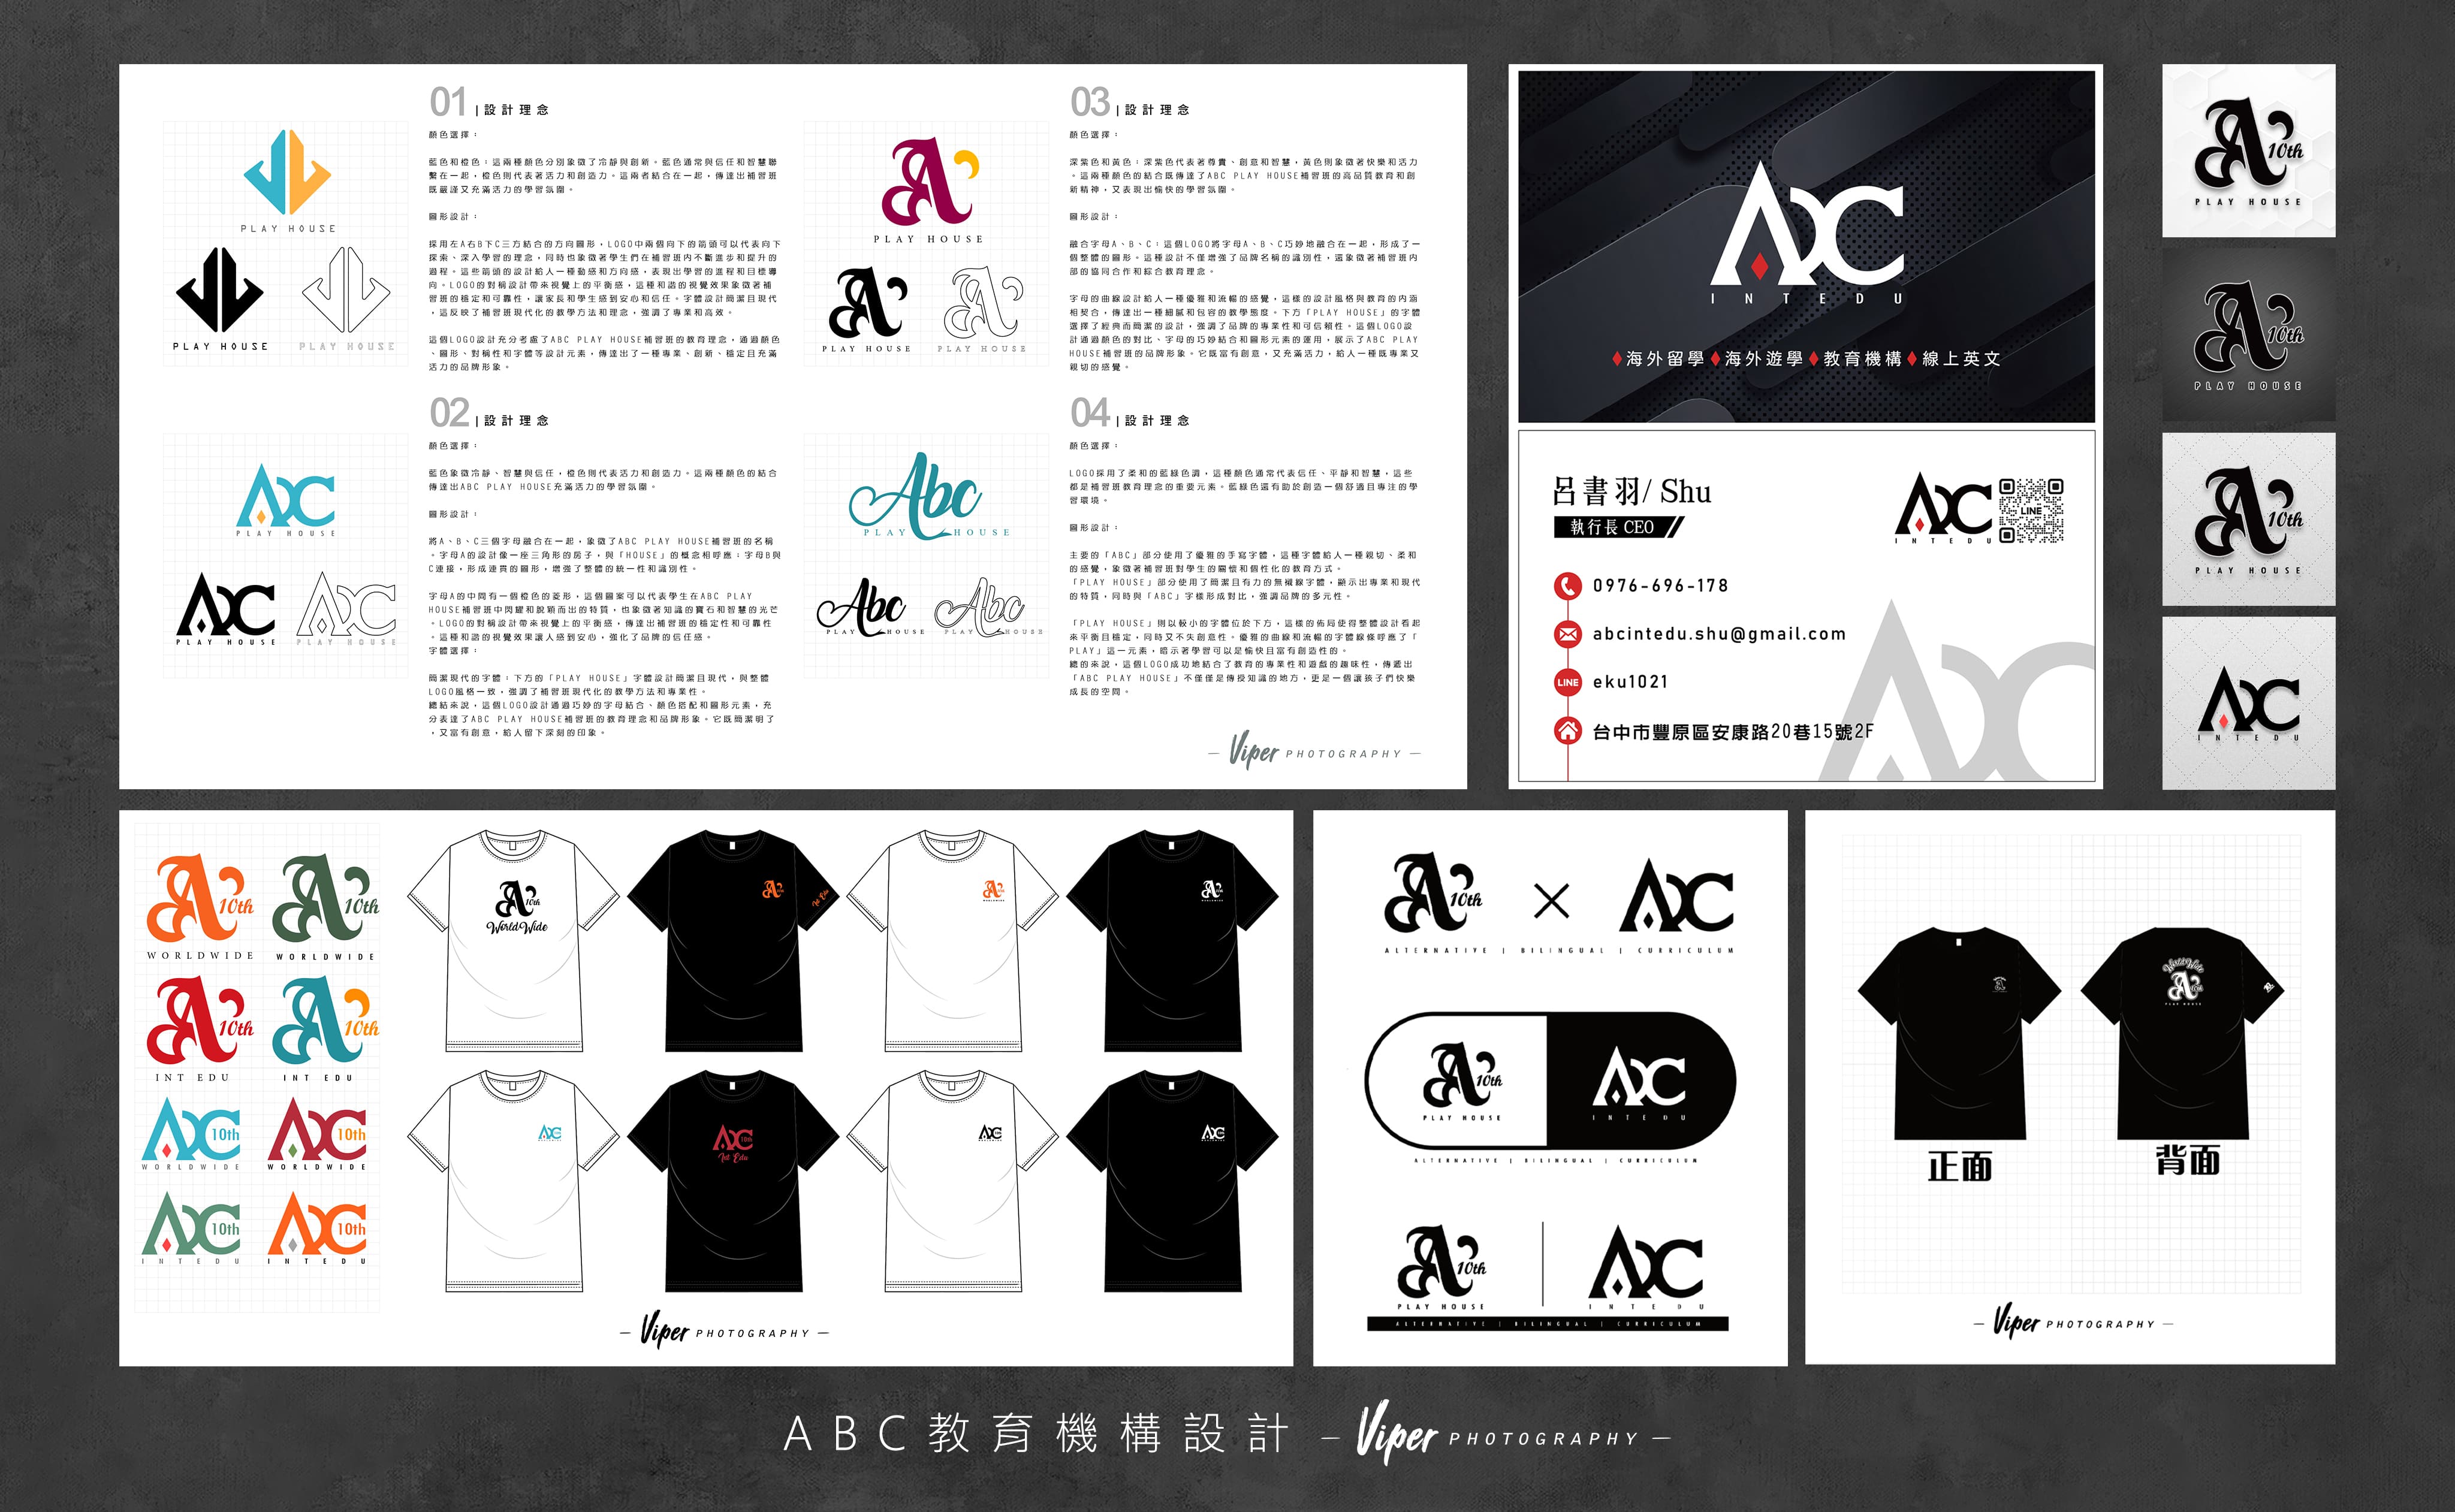 01 | 設計理念
顏色選擇：
藍色和橙色：這兩種顏色分別象徵了冷靜與創新。藍色通常與信任和智慧聯
繫在一起，橙色則代表著活力和創造力。這兩者結合在一起，傳達出補習班
既嚴謹又充滿活力的學習氛圍。
圖形設計：
採用左A右B下C三方結合的方向圖形，LOGO中兩個向下的箭頭可以代表向下
探索、深入學習的理念，同時也象徵著學生們在補習班內不斷進步和提升的
過程。這些箭頭的設計給人一種動感和方向感，表現出學習的進程和目標導
向。LOGO的對稱設計帶來視覺上的平衡感，這種和諧的視覺效果象徵著補
習班的穩定和可靠性，讓家長和學生感到安心和信任。字體設計簡潔且現代
，這反映了補習班現代化的教學方法和理念，強調了專業和高效。
這個LOGO設計充分考慮了ABC PLAY HOUSE補習班的教育理念，通過顏色
、圖形、對稱性和字體等設計元素，傳達出了一種專業、創新、穩定且充滿
活力的品牌形象。
PLAY HOUSE
PLAY HOUSE
PLAY HOUSE
02 | 設計理念
顏色選擇：
藍色象徵冷靜、智慧與信任，橙色則代表活力和創造力。這兩種顏色的結合
傳達出ABC PLAY HOUSE充滿活力的學習氛圍。
圖形設計：
將A、B、C三個字母融合在一起，象徵了ABC PLAY HOUSE補習班的名稱
。字母A的設計像一座三角形的房子，與「HOUSE」的概念相呼應；字母B與
C連接，形成連貫的圖形，增強了整體的統一性和識別性。
字母A的中間有一個橙色的菱形，這個圖案可以代表學生在ABC PLAY
HOUSE補習班中閃耀和脫穎而出的特質，也象徵著知識的寶石和智慧的光芒
。LOGO的對稱設計帶來視覺上的平衡感，傳達出補習班的穩定性和可靠性
。這種和諧的視覺效果讓人感到安心，強化了品牌的信任感。
字體選擇：
簡潔現代的字體：下方的「PLAY HOUSE」字體設計簡潔且現代，與整體
LOGO風格一致，強調了補習班現代化的教學方法和專業性。
總結來說，這個LOGO設計通過巧妙的字母結合、顏色搭配和圖形元素，充
分表達了ABC PLAY HOUSE補習班的教育理念和品牌形象。它既簡潔明了
，又富有創意，給人留下深刻的印象。
PLAY HOUSE
PLAY HOUSE
PLAY HOUSE
03 | 設計理念
顏色選擇：
深紫色和黃色：深紫色代表著尊貴、創意和智慧，黃色則象徵著快樂和活力
。這兩種顏色的結合既傳達了ABC PLAY HOUSE補習班的高品質教育和創
新精神，又表現出愉快的學習氛圍。
圖形設計：
融合字母A、B、C：這個LOGO將字母A、B、C巧妙地融合在一起，形成了一
個整體的圖形。這種設計不僅增強了品牌名稱的識別性，還象徵著補習班內
部的協同合作和綜合教育理念。
字母的曲線設計給人一種優雅和流暢的感覺，這樣的設計風格與教育的內涵
相契合，傳達出一種細膩和包容的教學態度。下方「PLAY HOUSE」的字體
選擇了經典而簡潔的設計，強調了品牌的專業性和可信賴性。這個LOGO設
計通過顏色的對比、字母的巧妙結合和圖形元素的運用，展示了ABC PLAY
HOUSE補習班的品牌形象。它既富有創意，又充滿活力，給人一種既專業又
親切的感覺。
PLAY HOUSE
PLAY HOUSE
PLAY HOUSE
04 | 設計理念
顏色選擇：
LOGO採用了柔和的藍綠色調，這種顏色通常代表信任、平靜和智慧，這些
都是補習班教育理念的重要元素。藍綠色還有助於創造一個舒適且專注的學
習環境。
圖形設計：
主要的「ABC」部分使用了優雅的手寫字體，這種字體給人一種親切、柔和
的感覺，象徵著補習班對學生的關懷和個性化的教育方式。
「PLAY HOUSE」部分使用了簡潔且有力的無襯線字體，顯示出專業和現代
的特質，同時與「ABC」字樣形成對比，強調品牌的多元性。
「PLAY HOUSE」則以較小的字體位於下方，這樣的佈局使得整體設計看起
來平衡且穩定，同時又不失創意性。優雅的曲線和流暢的字體線條呼應了「
PLAY」這一元素，暗示著學習可以是愉快且富有創造性的。
總的來說，這個LOGO成功地結合了教育的專業性和遊戲的趣味性，傳遞出
「ABC PLAY HOUSE」不僅僅是傳授知識的地方，更是一個讓孩子們快樂
成長的空間。
Abc
PLAY HOUSE
Abc
PLAY HOUSE
Abc
PLAY HOUSE
Viper PHOTOGRAPHY
INTEDU
♦海外留學♦海外遊學♦教育機構♦線上英文
呂書羽/ Shu
執行長 CEO
INTEDU
LINE
0976-696-178
abcintedu.shu@gmail.com
LINE
eku1021
台中市豐原區安康路20巷15號2F
10th
PLAY HOUSE
10th
PLAY HOUSE
10th
PLAY HOUSE
INTEDU
10th
WORLDWIDE
10th
WORLDWIDE
10th
INT EDU
10th
INT EDU
10th
WORLDWIDE
10th
WORLDWIDE
10th
INTEDU
10th
INTEDU
10th
WorldWide
Int Edu
10th
Int Edu
Viper PHOTOGRAPHY
10th
ALTERNATIVE | BILINGUAL | CURRICULUM
10th
PLAY HOUSE
INTEDU
ALTERNATIVE | BILINGUAL | CURRICULUM
10th
PLAY HOUSE
INTEDU
ALTERNATIVE | BILINGUAL | CURRICULUM
WorldWide
PLAY HOUSE
正面
背面
Viper PHOTOGRAPHY
ABC教育機構設計
Viper PHOTOGRAPHY